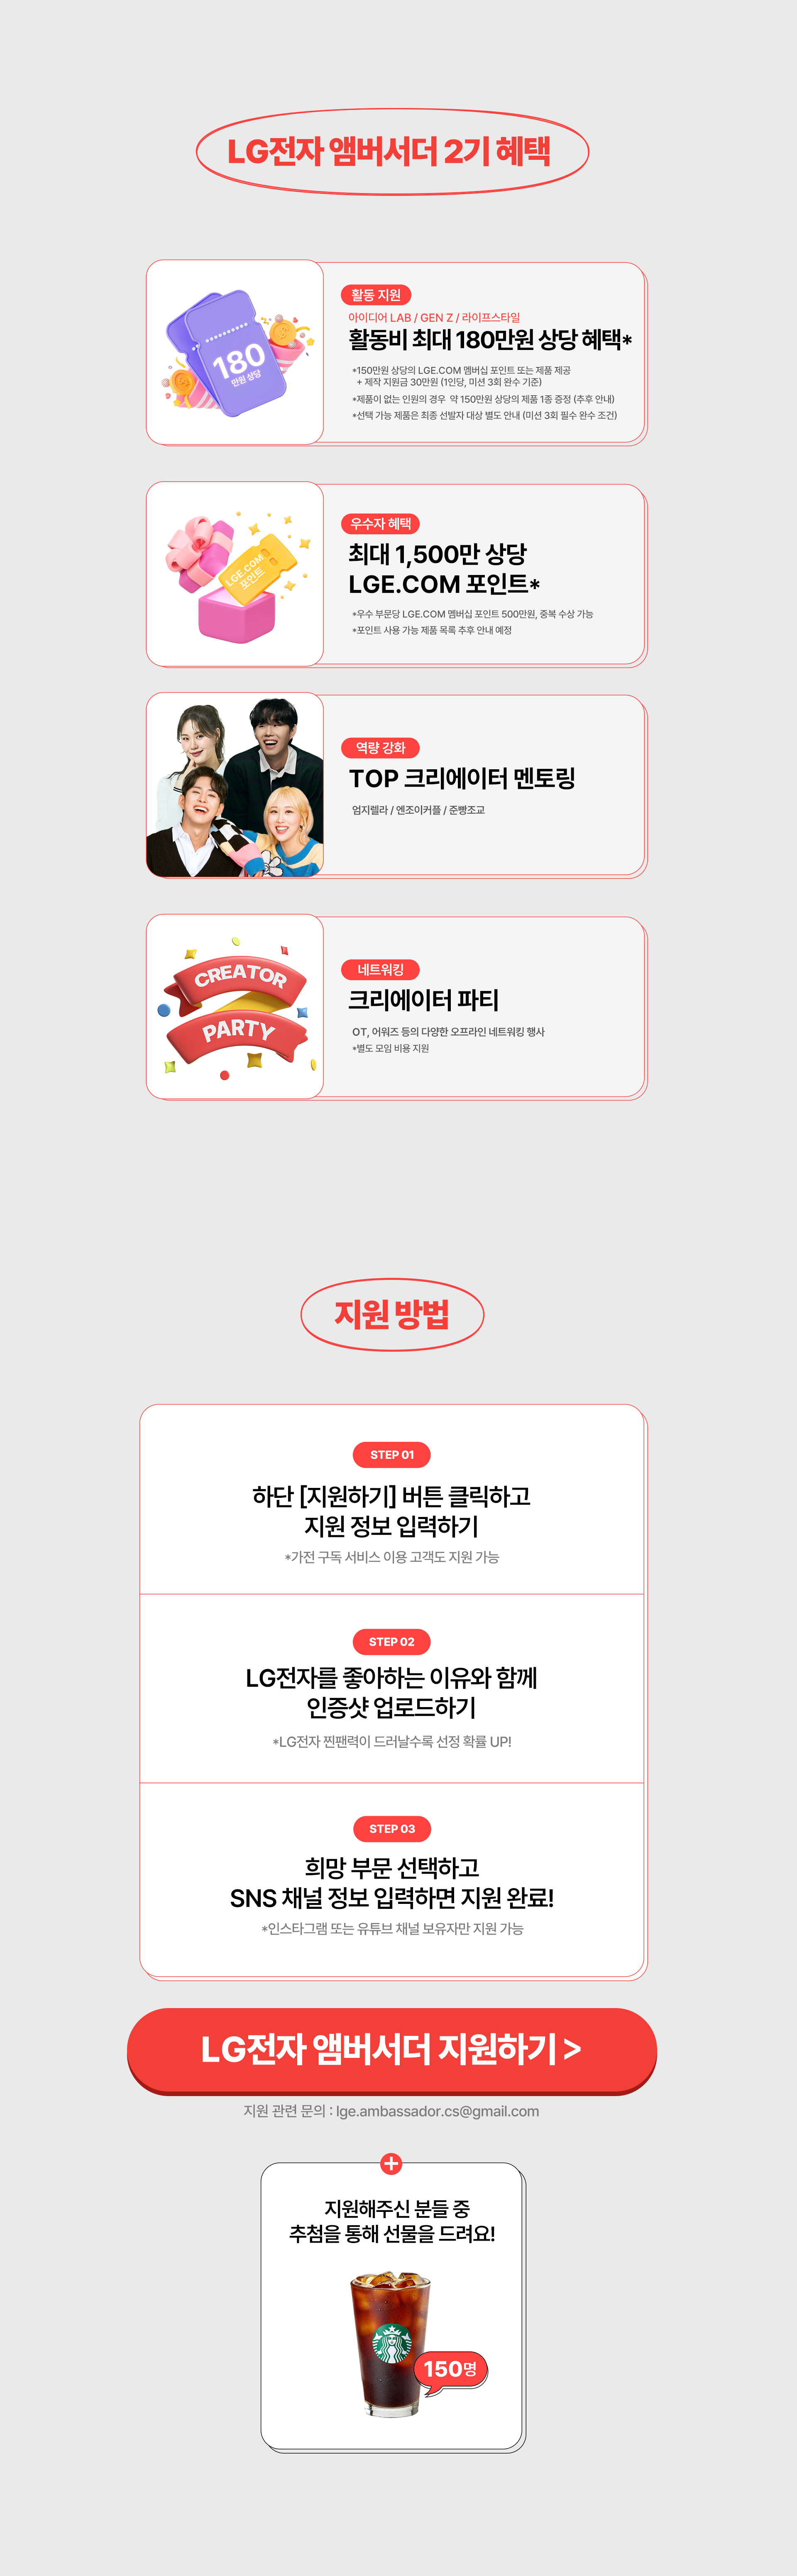 LG전자 앰버서더 2기 혜택
180
만원 상당
활동 지원
아이디어 LAB / GEN Z / 라이프스타일
활동비 최대 180만원 상당 혜택*
*150만원 상당의 LGE.COM 멤버십 포인트 또는 제품 제공
+ 제작 지원금 30만원 (1인당, 미션 3회 완수 기준)
*제품이 없는 인원의 경우 약 150만원 상당의 제품 1종 증정 (추후 안내)
*선택 가능 제품은 최종 선발자 대상 별도 안내 (미션 3회 필수 완수 조건)
LGE.COM
포인트
우수자 혜택
최대 1,500만 상당
LGE.COM 포인트*
*우수 부문당 LGE.COM 멤버십 포인트 500만원, 중복 수상 가능
*포인트 사용 가능 제품 목록 추후 안내 예정
역량 강화
TOP 크리에이터 멘토링
엄지렐라 / 엔조이커플 / 준빵조교
CREATOR
PARTY
네트워킹
크리에이터 파티
OT, 어워즈 등의 다양한 오프라인 네트워킹 행사
*별도 모임 비용 지원
지원 방법
STEP 01
하단 [지원하기] 버튼 클릭하고
지원 정보 입력하기
*가전 구독 서비스 이용 고객도 지원 가능
STEP 02
LG전자를 좋아하는 이유와 함께
인증샷 업로드하기
*LG전자 찐팬력이 드러날수록 선정 확률 UP!
STEP 03
희망 부문 선택하고
SNS 채널 정보 입력하면 지원 완료!
*인스타그램 또는 유튜브 채널 보유자만 지원 가능
LG전자 앰버서더 지원하기 >
지원 관련 문의 : lge.ambassador.cs@gmail.com
+
지원해주신 분들 중
추첨을 통해 선물을 드려요!
150명